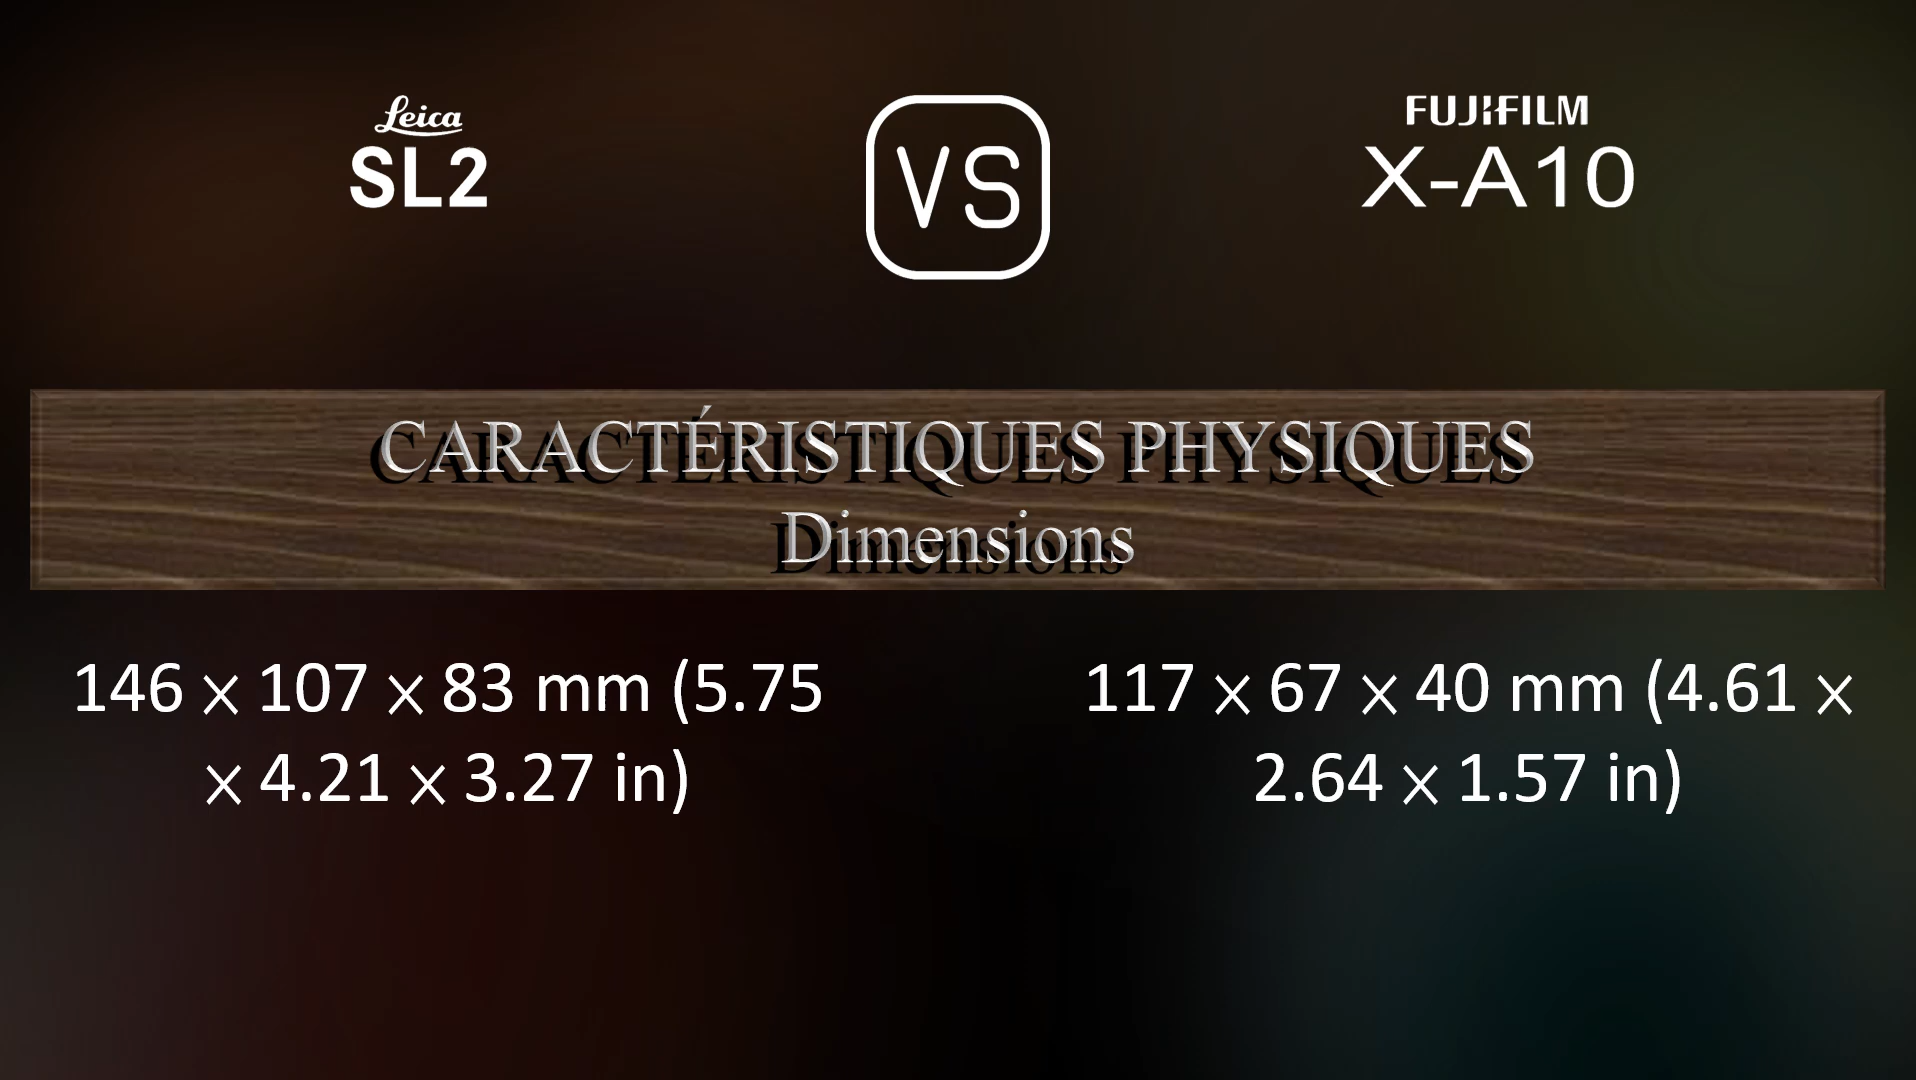 Leica
SL2
VS
FUJIFILM
X-A10
CARACTÉRISTIQUES PHYSIQUES
Dimensions
146 x 107 x 83 mm (5.75
x 4.21 x 3.27 in)
117 x 67 x 40 mm (4.61 x
2.64 x 1.57 in)